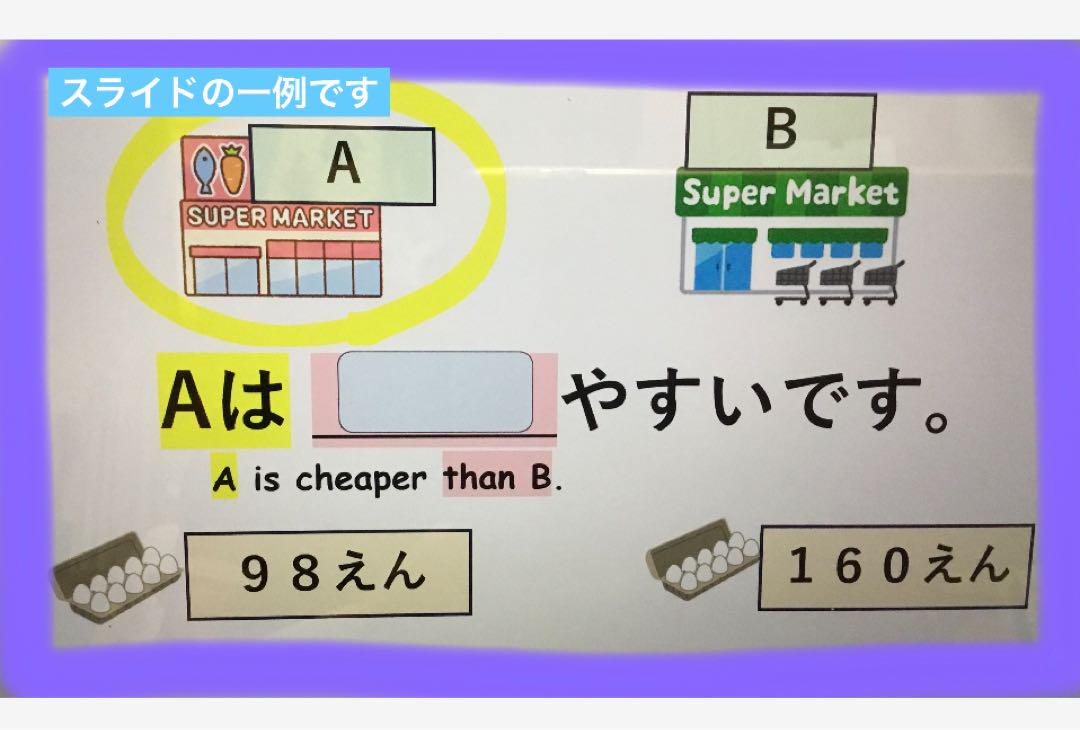 スライドの一例です
A
SUPER MARKET
B
Super Market
Aは やすいです。
A is cheaper than B.
９８えん
１６０えん